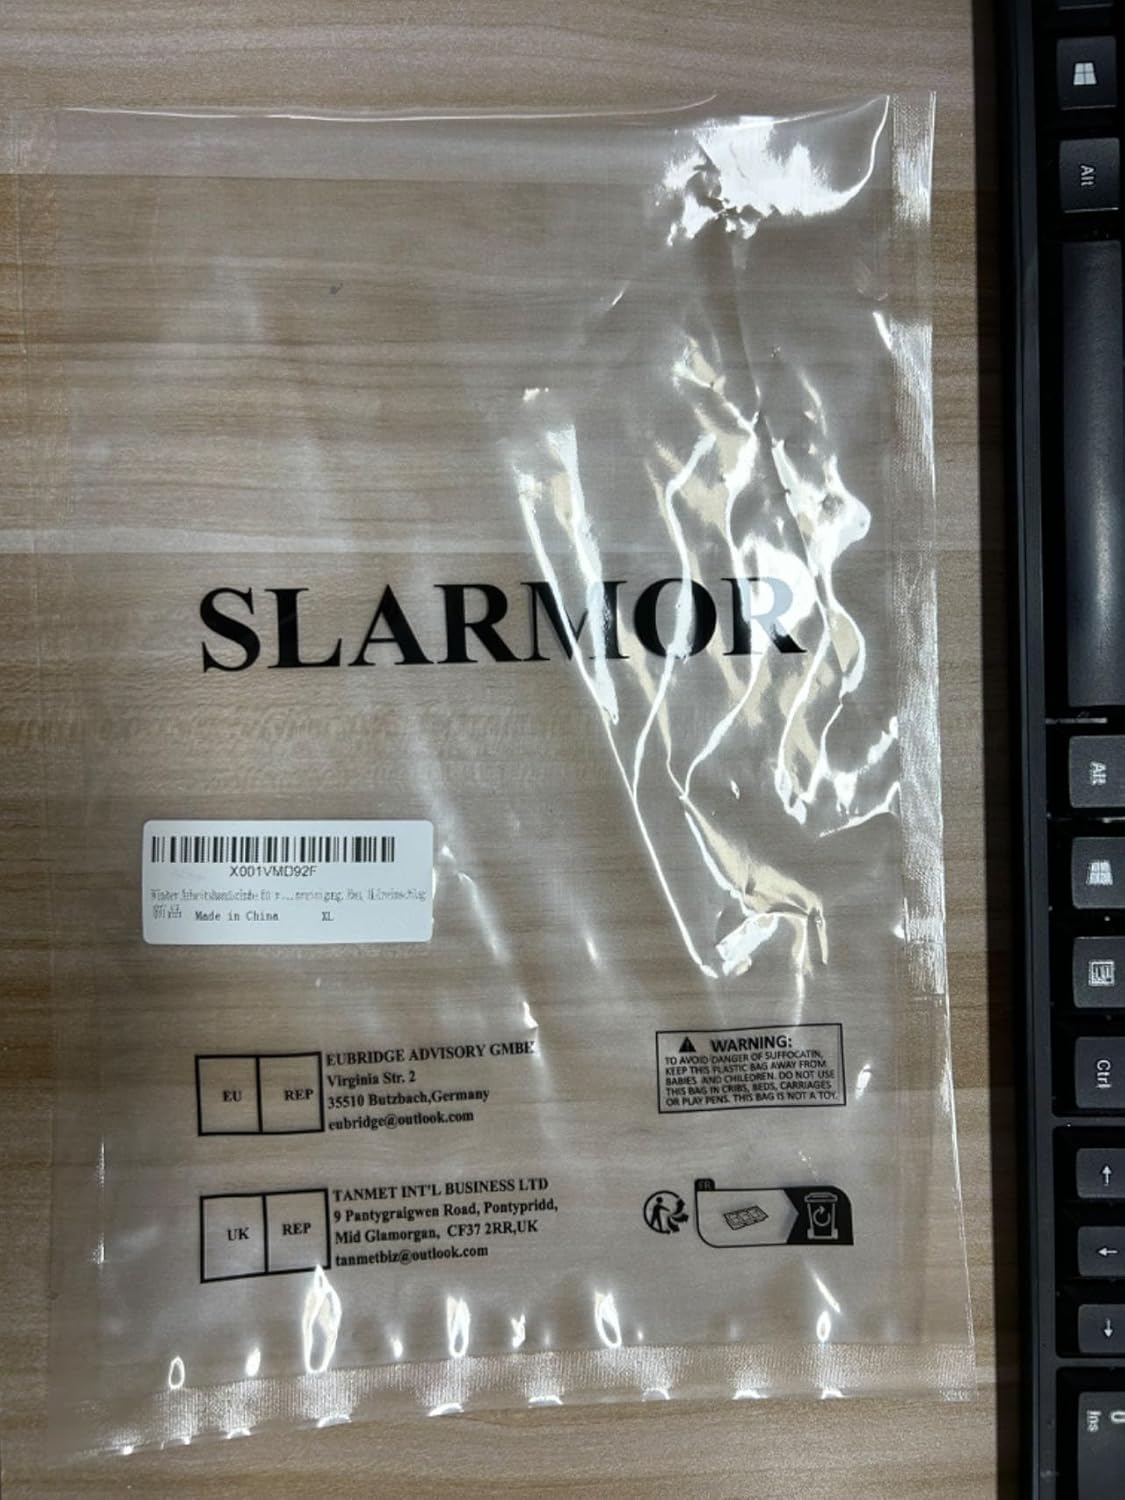 SLARMOR
X001VMD92F
Winter Arbeitshandschuhe für
新品 Made in China XL
EU REP
EUBRIDGE ADVISORY GMBH
Virginia Str. 2
35510 Butzbach,Germany
eubridge@outlook.com
WARNING:
TO AVOID DANGER OF SUFFOCATIN,
KEEP THIS PLASTIC BAG AWAY FROM
BABIES AND CHILEDREN. DO NOT USE
THIS BAG IN CRIBS, BEDS, CARRIAGES
OR PLAY PENS. THIS BAG IS NOT A TOY.
UK REP
TANMET INT'L BUSINESS LTD
9 Pantygraigwen Road, Pontypridd,
Mid Glamorgan, CF37 2RR,UK
tanmetbiz@outlook.com
FR
Alt
Alt
Ctrl
Ins